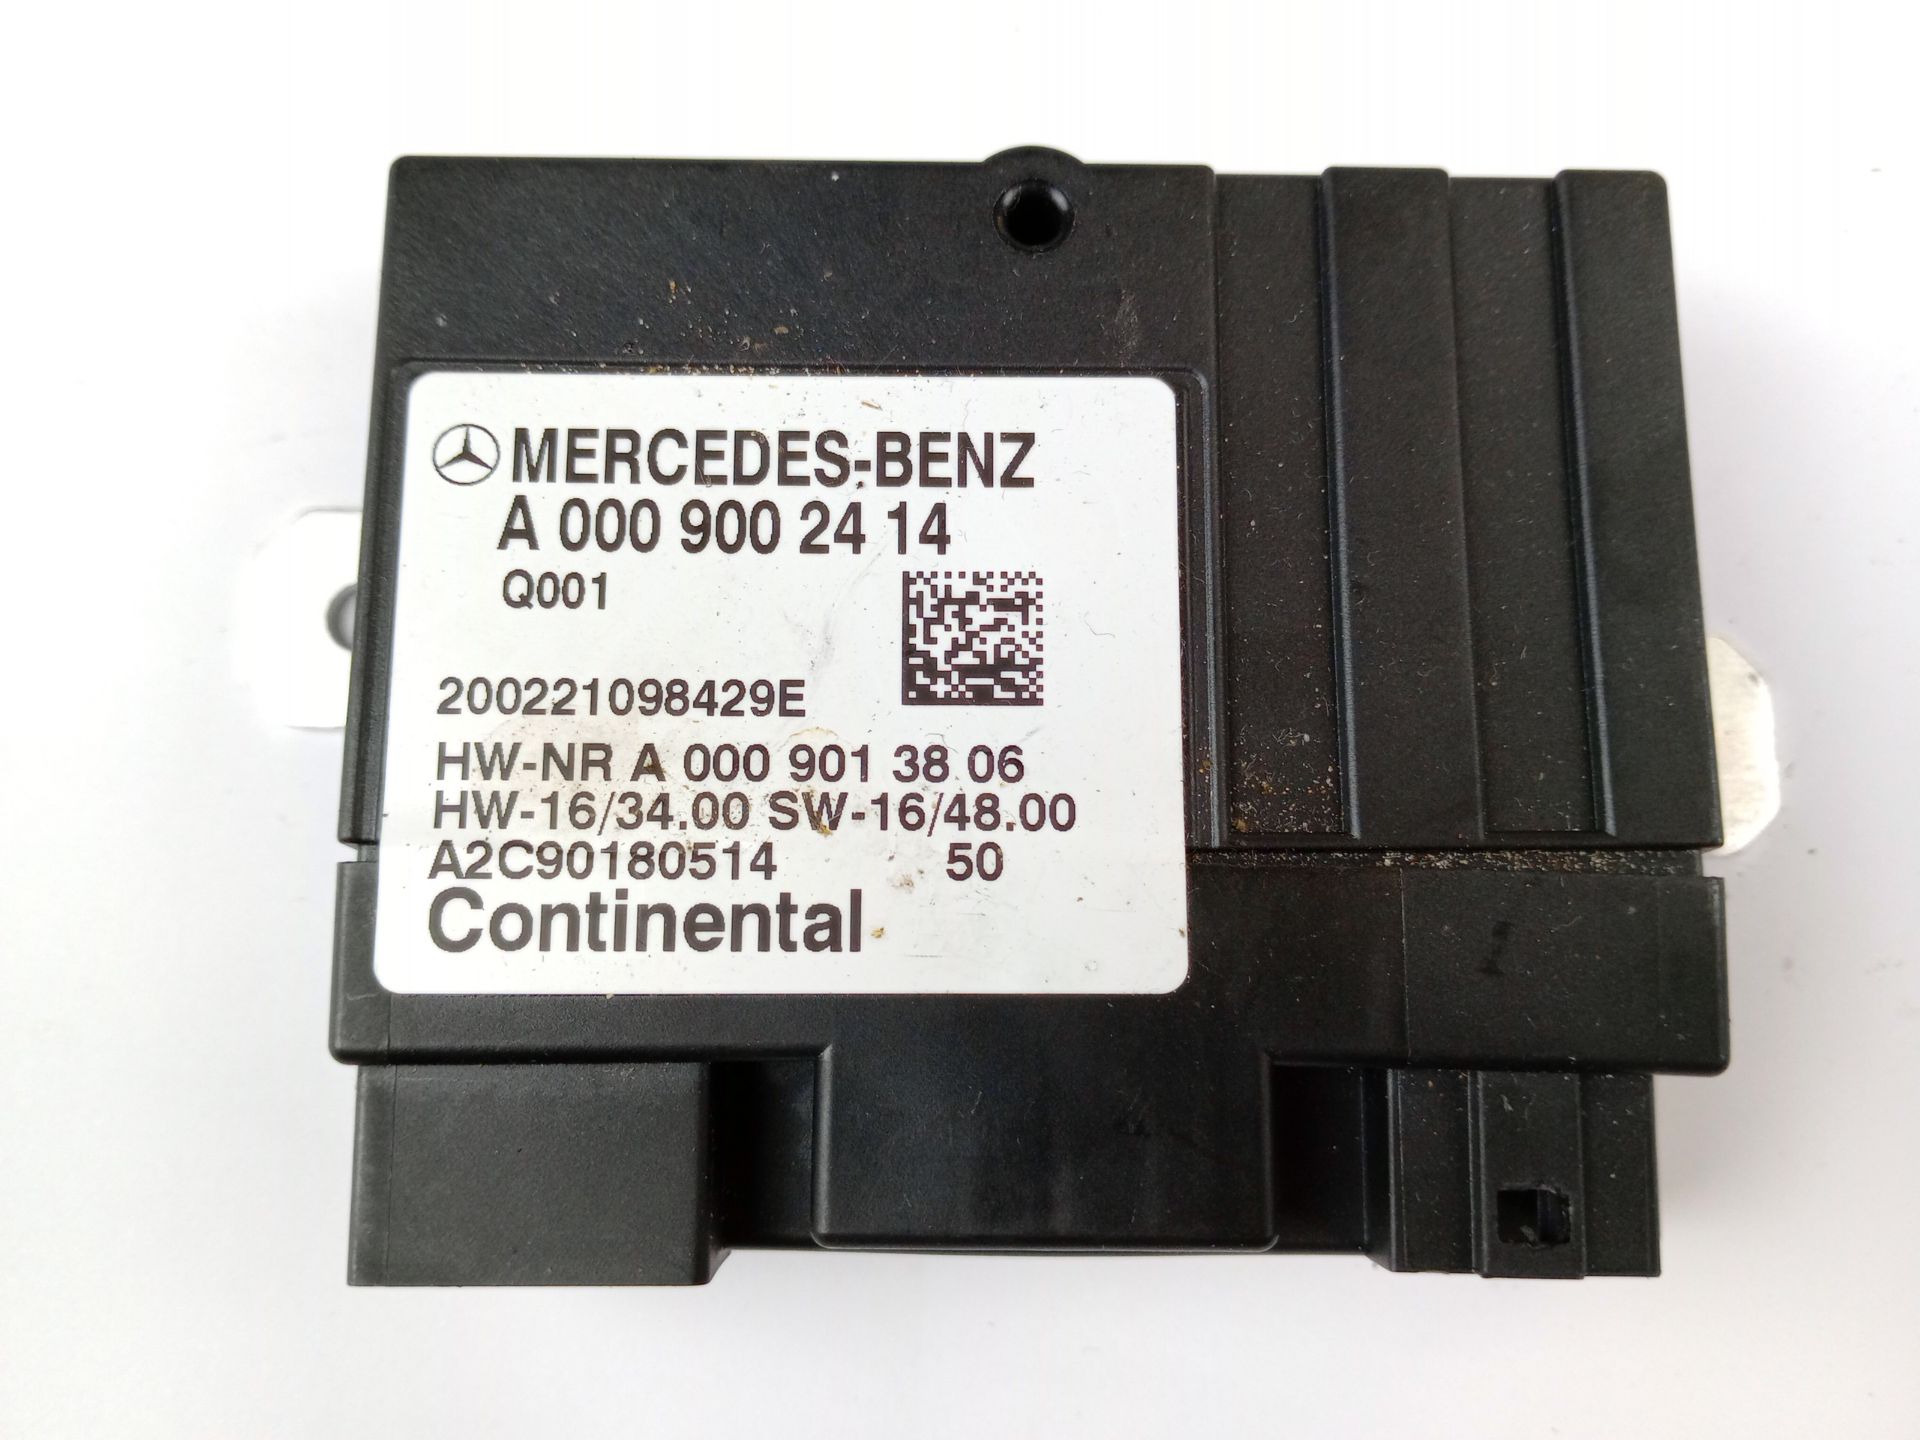 MERCEDES-BENZ
A 000 900 24 14
Q001
200221098429E
HW-NR A 000 901 38 06
HW-16/34.00 SW-16/48.00
A2C90180514 50
Continental
1